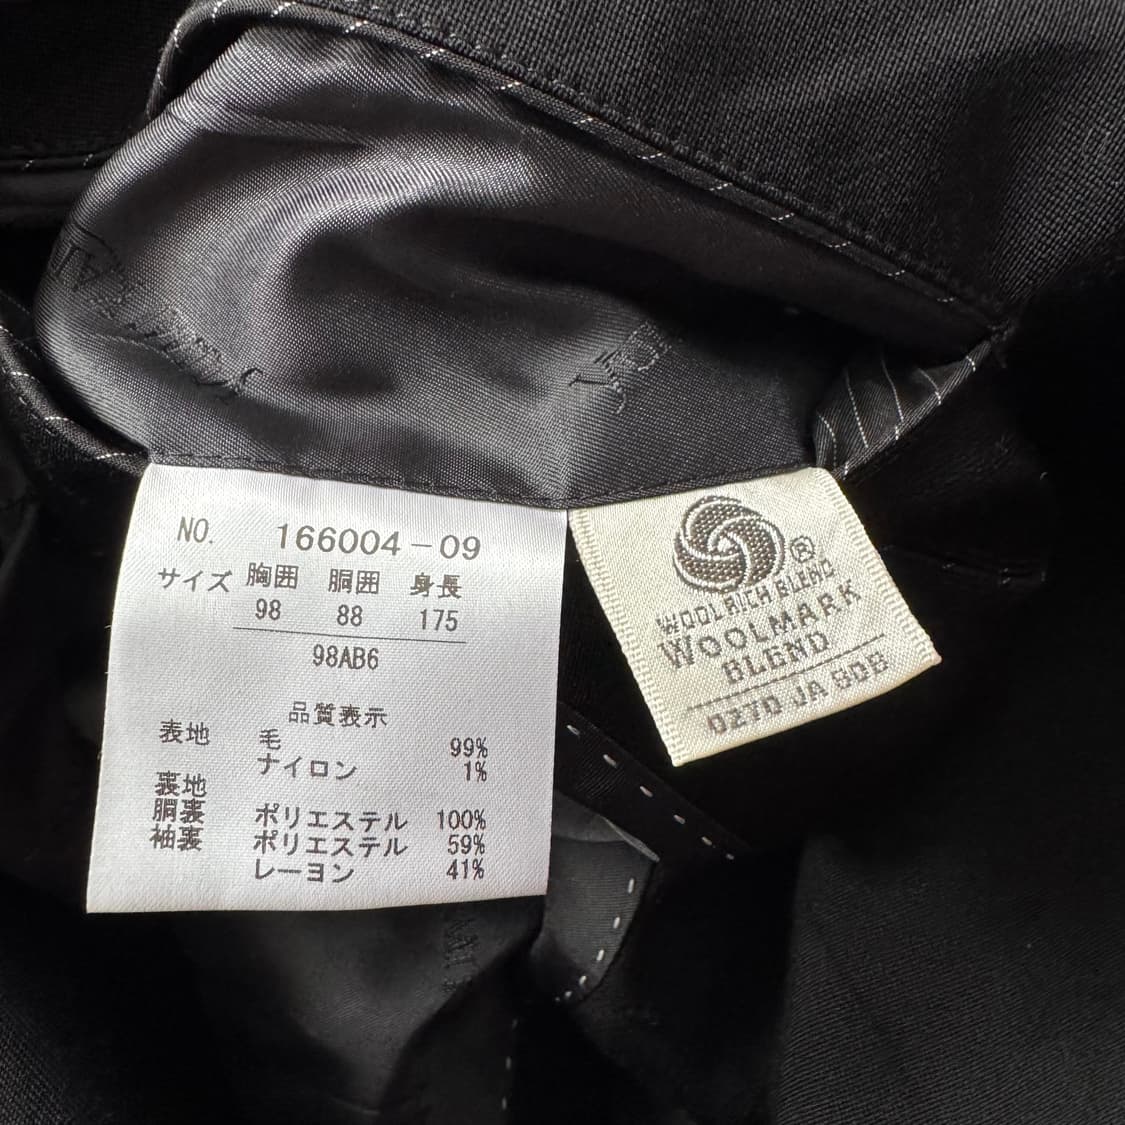 NO. 166004-09
サイズ 胸囲 胴囲 身長
98 88 175
98AB6
品質表示
表地 毛 99%
ナイロン 1%
裏地
胴裏 ポリエステル 100%
袖裏 ポリエステル 59%
レーヨン 41%
®
WOOL RICH BLEND
WOOLMARK
BLEND
0270 JA 808